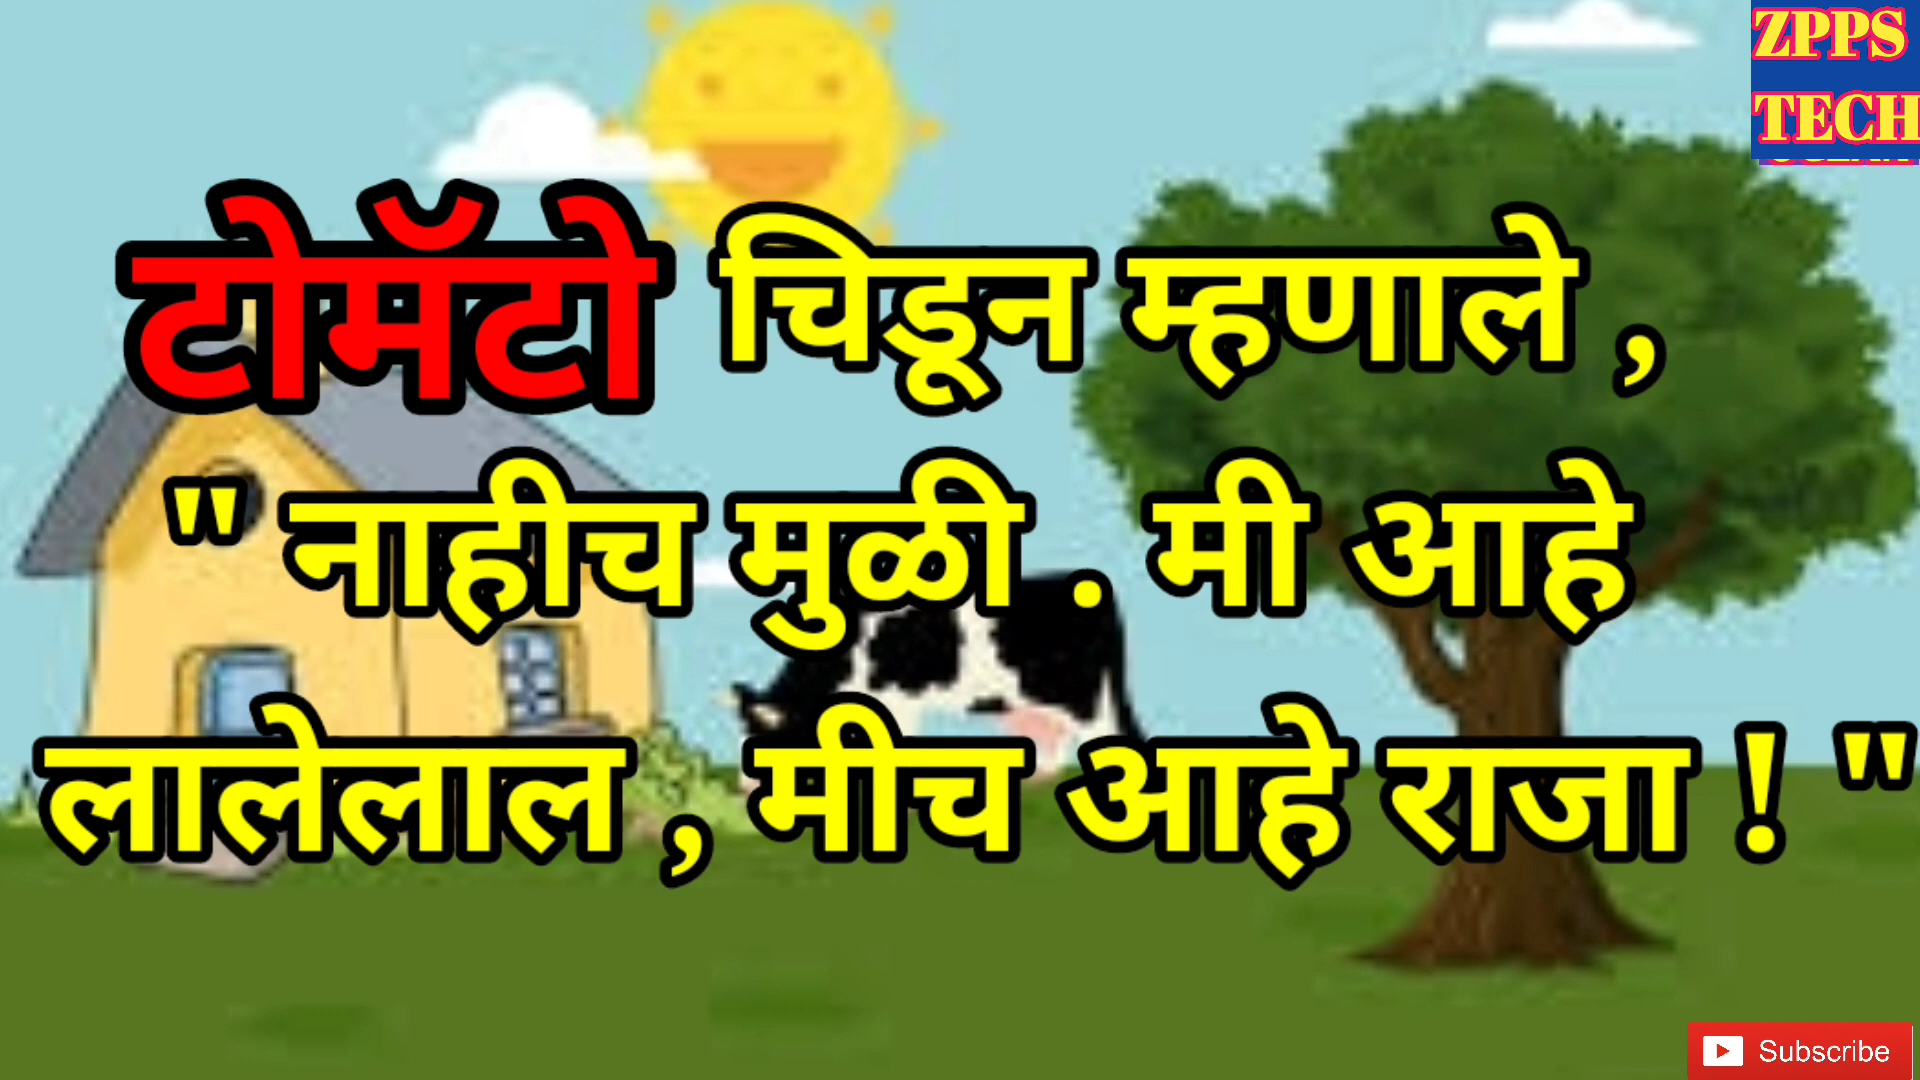 ZPPS
TECH
टोमॅटो चिडून म्हणाले ,
" नाहीच मुळी . मी आहे
लालेलाल , मीच आहे राजा ! "
Subscribe